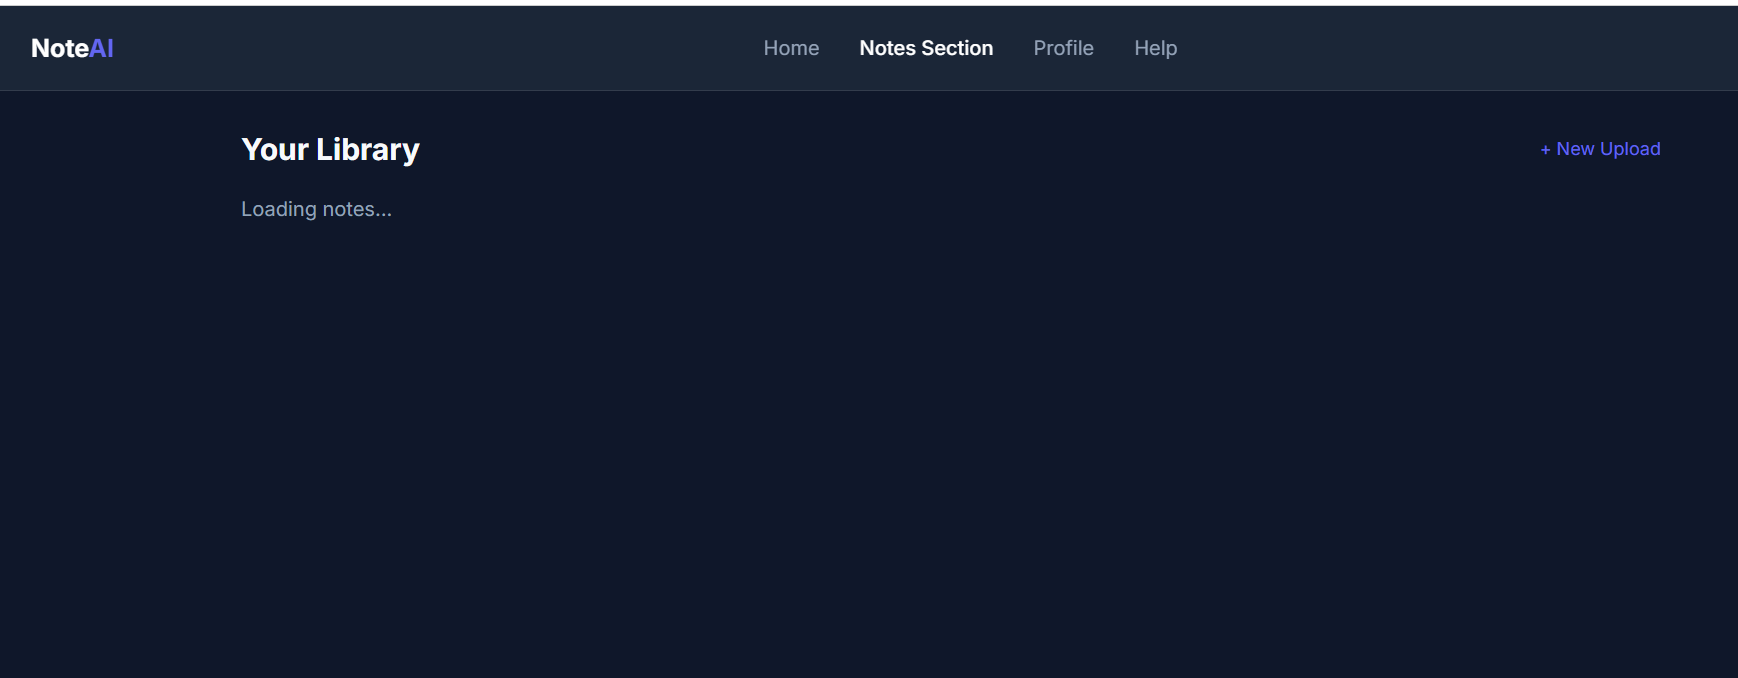 NoteAI
Home Notes Section Profile Help
Your Library
+ New Upload
Loading notes...